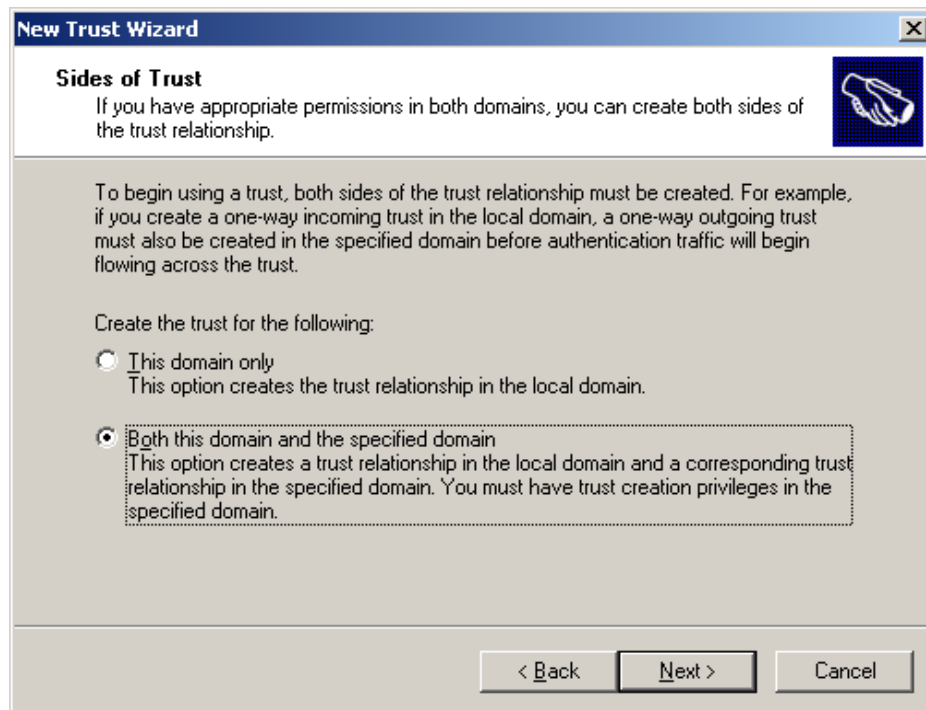 New Trust Wizard
Sides of Trust
If you have appropriate permissions in both domains, you can create both sides of
the trust relationship.
To begin using a trust, both sides of the trust relationship must be created. For example,
if you create a one-way incoming trust in the local domain, a one-way outgoing trust
must also be created in the specified domain before authentication traffic will begin
flowing across the trust.
Create the trust for the following:
This domain only
This option creates the trust relationship in the local domain.
Both this domain and the specified domain
This option creates a trust relationship in the local domain and a corresponding trust
relationship in the specified domain. You must have trust creation privileges in the
specified domain.
< Back Next > Cancel